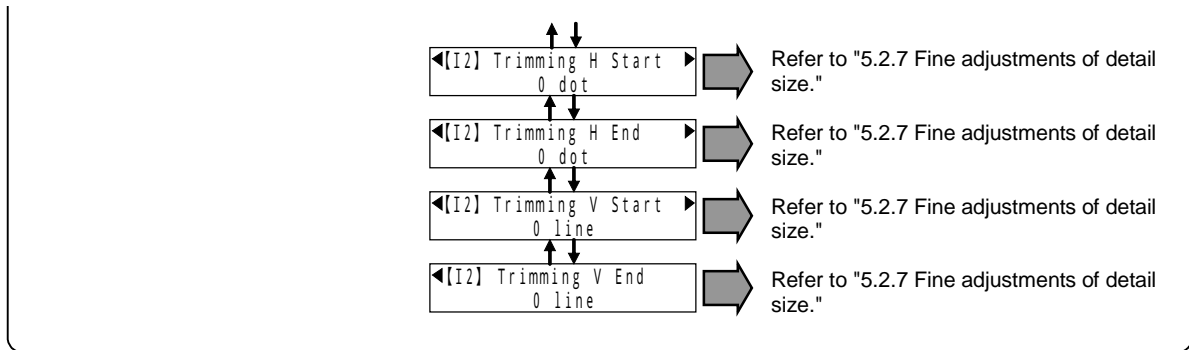 ◀【I2】 Trimming H Start ▶
0 dot
Refer to "5.2.7 Fine adjustments of detail
size."
◀【I2】 Trimming H End ▶
0 dot
Refer to "5.2.7 Fine adjustments of detail
size."
◀【I2】 Trimming V Start ▶
0 line
Refer to "5.2.7 Fine adjustments of detail
size."
◀【I2】 Trimming V End
0 line
Refer to "5.2.7 Fine adjustments of detail
size."